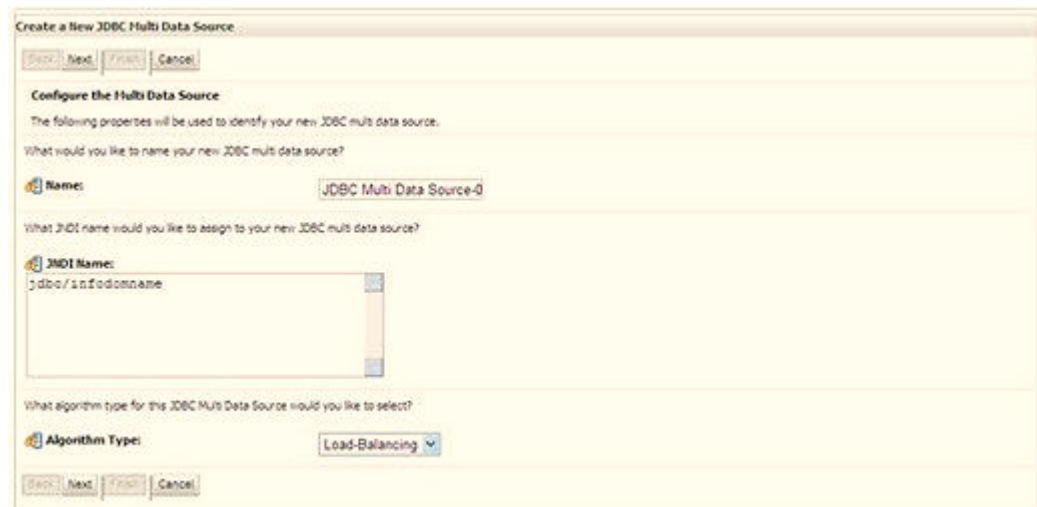 Create a New JDBC Multi Data Source
Back Next Finish Cancel
Configure the Multi Data Source
The following properties will be used to identify your new JDBC multi data source.
What would you like to name your new JDBC multi data source?
Name: JDBC Multi Data Source-0
What JNDI name would you like to assign to your new JDBC multi data source?
JNDI Name:
jdbc/infodomname
What algorithm type for this JDBC Multi Data Source would you like to select?
Algorithm Type: Load-Balancing
Back Next Finish Cancel